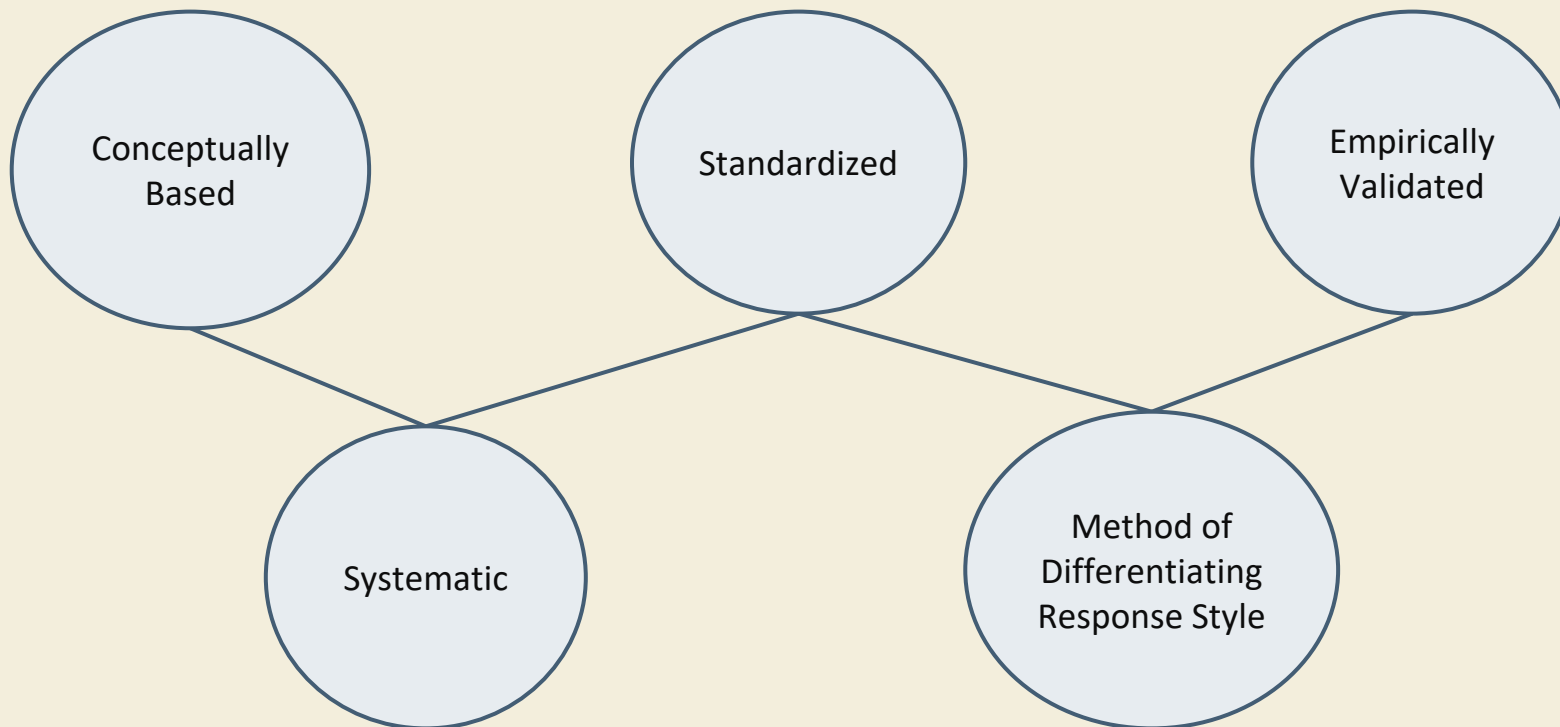 Conceptually
Based
Standardized
Empirically
Validated
Systematic
Method of
Differentiating
Response Style